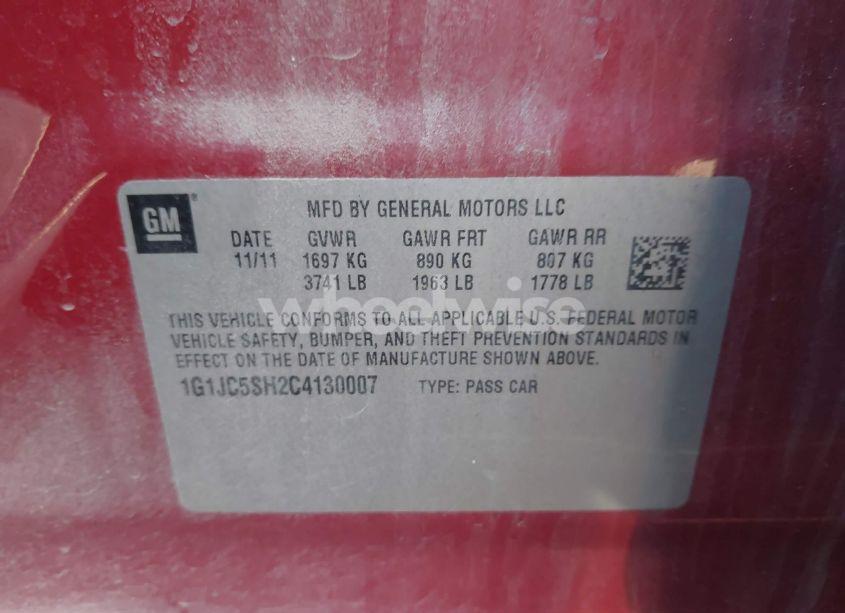 GM®
MFD BY GENERAL MOTORS LLC
DATE GVWR GAWR FRT GAWR RR
11/11 1697 KG 890 KG 807 KG
3741 LB 1963 LB 1778 LB
wheelwise
THIS VEHICLE CONFORMS TO ALL APPLICABLE U.S. FEDERAL MOTOR
VEHICLE SAFETY, BUMPER, AND THEFT PREVENTION STANDARDS IN
EFFECT ON THE DATE OF MANUFACTURE SHOWN ABOVE.
1G1JC5SH2C4130007 TYPE: PASS CAR